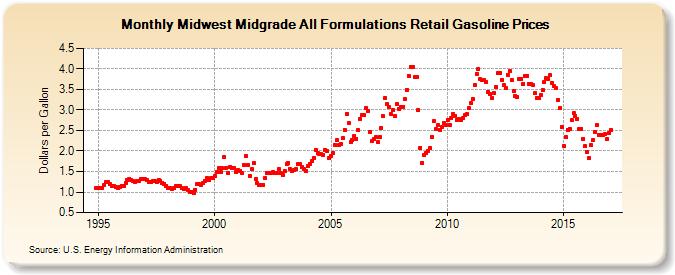 Monthly Midwest Midgrade All Formulations Retail Gasoline Prices
Dollars per Gallon
4.5
4.0
3.5
3.0
2.5
2.0
1.5
1.0
0.5
1995 2000 2005 2010 2015
Source: U.S. Energy Information Administration